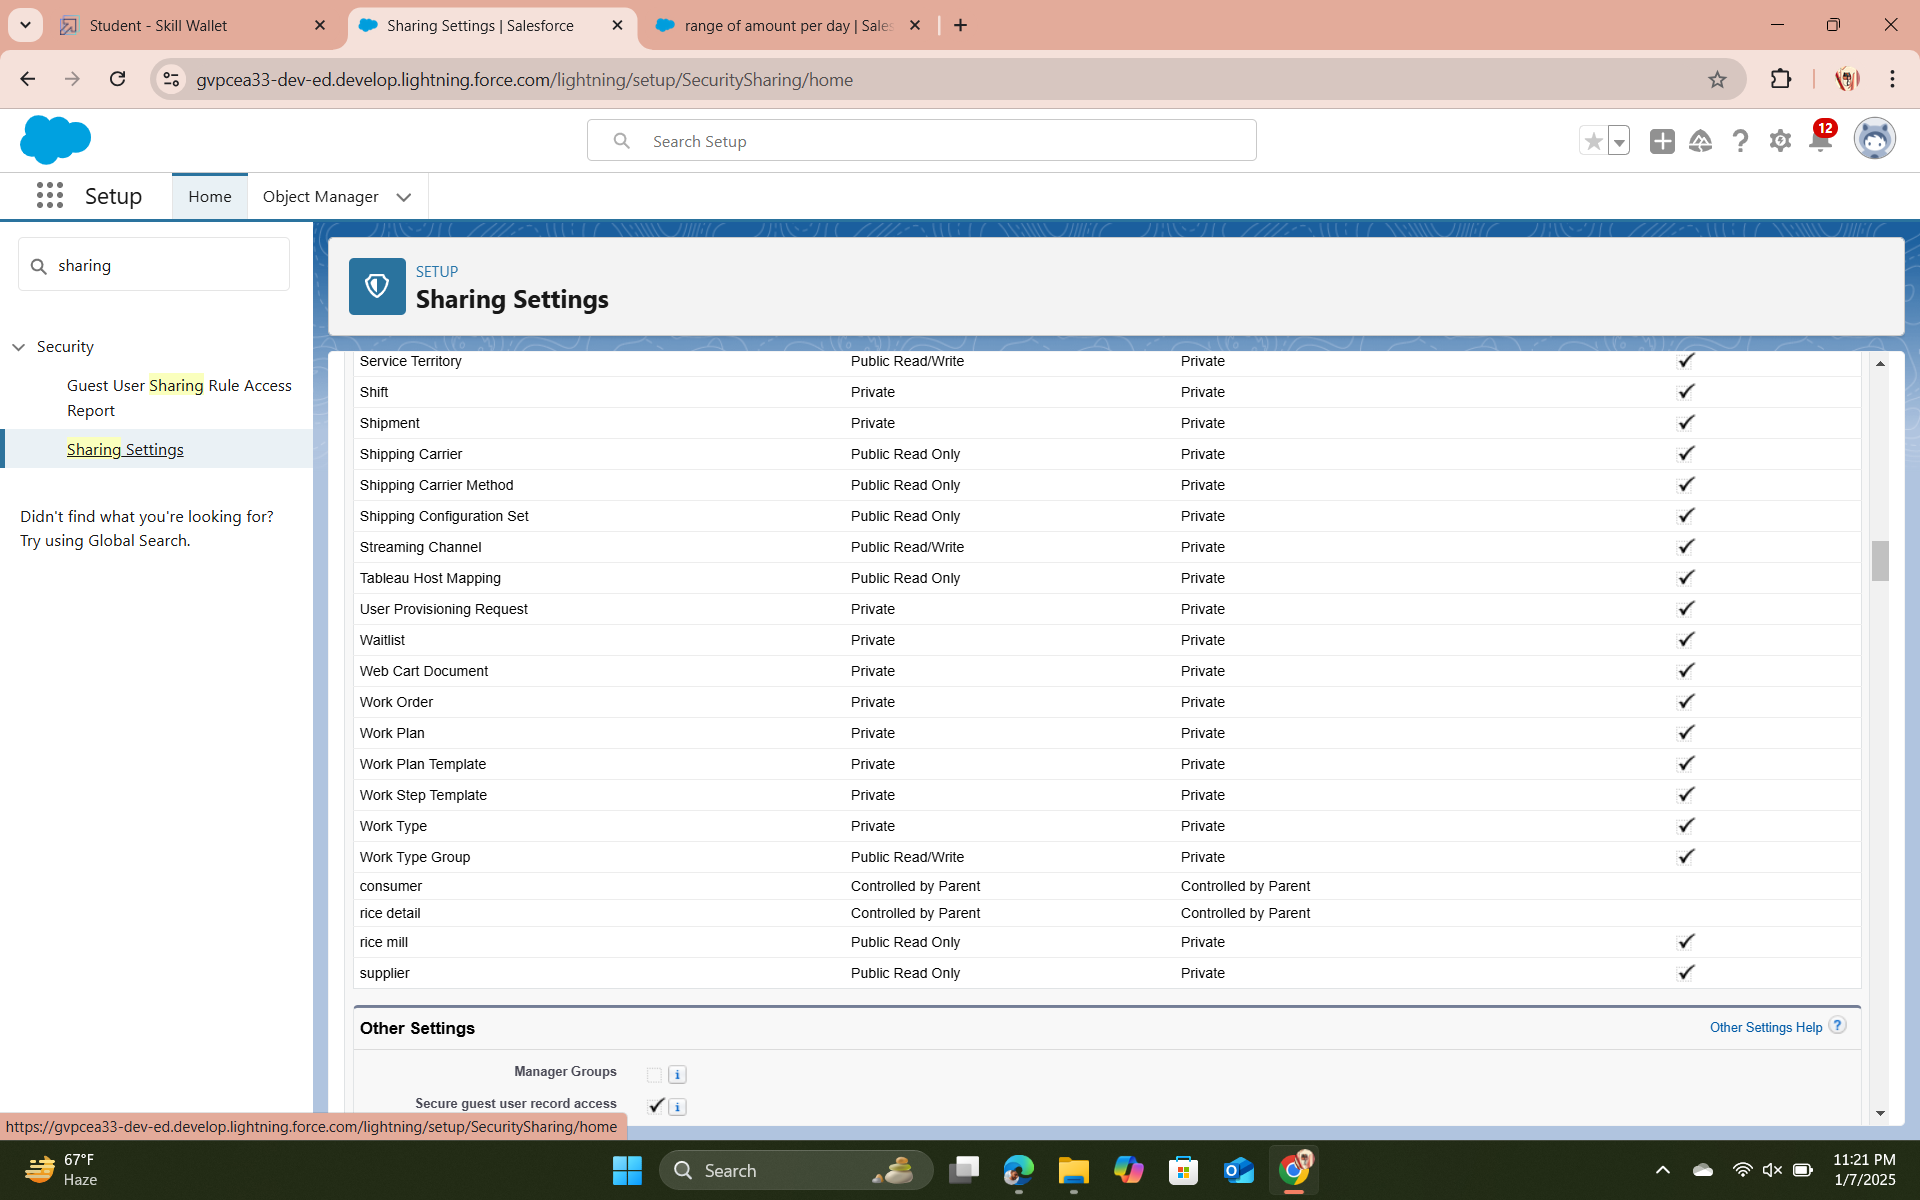 Student - Skill Wallet
Sharing Settings | Salesforce
range of amount per day | Sales
gvpcea33-dev-ed.develop.lightning.force.com/lightning/setup/SecuritySharing/home
Search Setup
12
Setup
Home
Object Manager
sharing
Security
Guest User Sharing Rule Access
Report
Sharing Settings
Didn't find what you're looking for?
Try using Global Search.
SETUP
Sharing Settings
Service Territory Public Read/Write Private
Shift Private Private
Shipment Private Private
Shipping Carrier Public Read Only Private
Shipping Carrier Method Public Read Only Private
Shipping Configuration Set Public Read Only Private
Streaming Channel Public Read/Write Private
Tableau Host Mapping Public Read Only Private
User Provisioning Request Private Private
Waitlist Private Private
Web Cart Document Private Private
Work Order Private Private
Work Plan Private Private
Work Plan Template Private Private
Work Step Template Private Private
Work Type Private Private
Work Type Group Public Read/Write Private
consumer Controlled by Parent Controlled by Parent
rice detail Controlled by Parent Controlled by Parent
rice mill Public Read Only Private
supplier Public Read Only Private
Other Settings
Other Settings Help ?
Manager Groups
Secure guest user record access
https://gvpcea33-dev-ed.develop.lightning.force.com/lightning/setup/SecuritySharing/home
67°F
Haze
Search
11:21 PM
1/7/2025